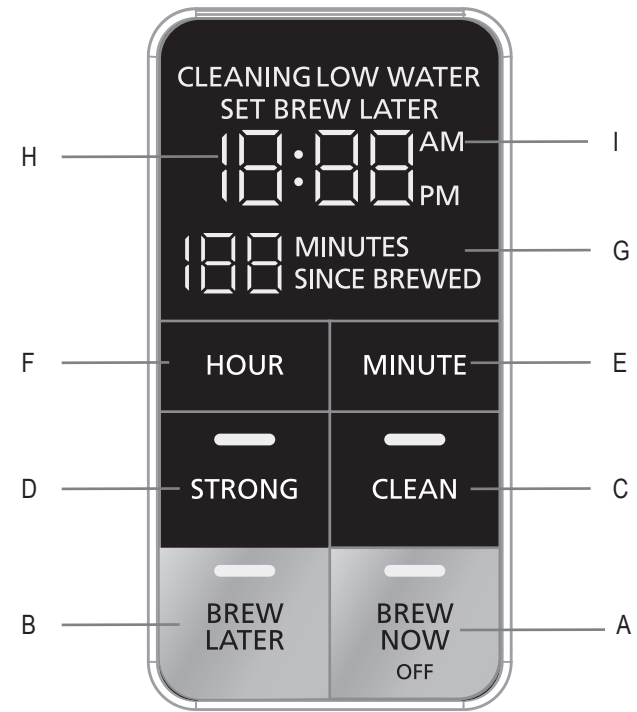 CLEANING LOW WATER
SET BREW LATER
H
18:88
AM
I
PM
188
MINUTES
SINCE BREWED
G
F
HOUR
MINUTE
E
D
STRONG
CLEAN
C
B
BREW
LATER
BREW
NOW
OFF
A